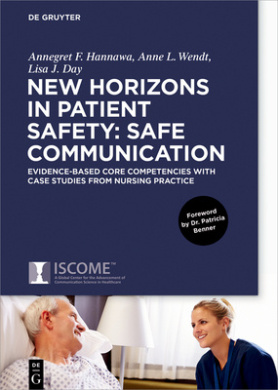 DE GRUYTER
Annegret F. Hannawa, Anne L. Wendt,
Lisa J. Day
NEW HORIZONS
IN PATIENT
SAFETY: SAFE
COMMUNICATION
EVIDENCE-BASED CORE COMPETENCIES WITH
CASE STUDIES FROM NURSING PRACTICE
Foreword
by Dr. Patricia
Benner
ISCOME™
A Global Center for the Advancement of
Communication Science in Healthcare
DE
G